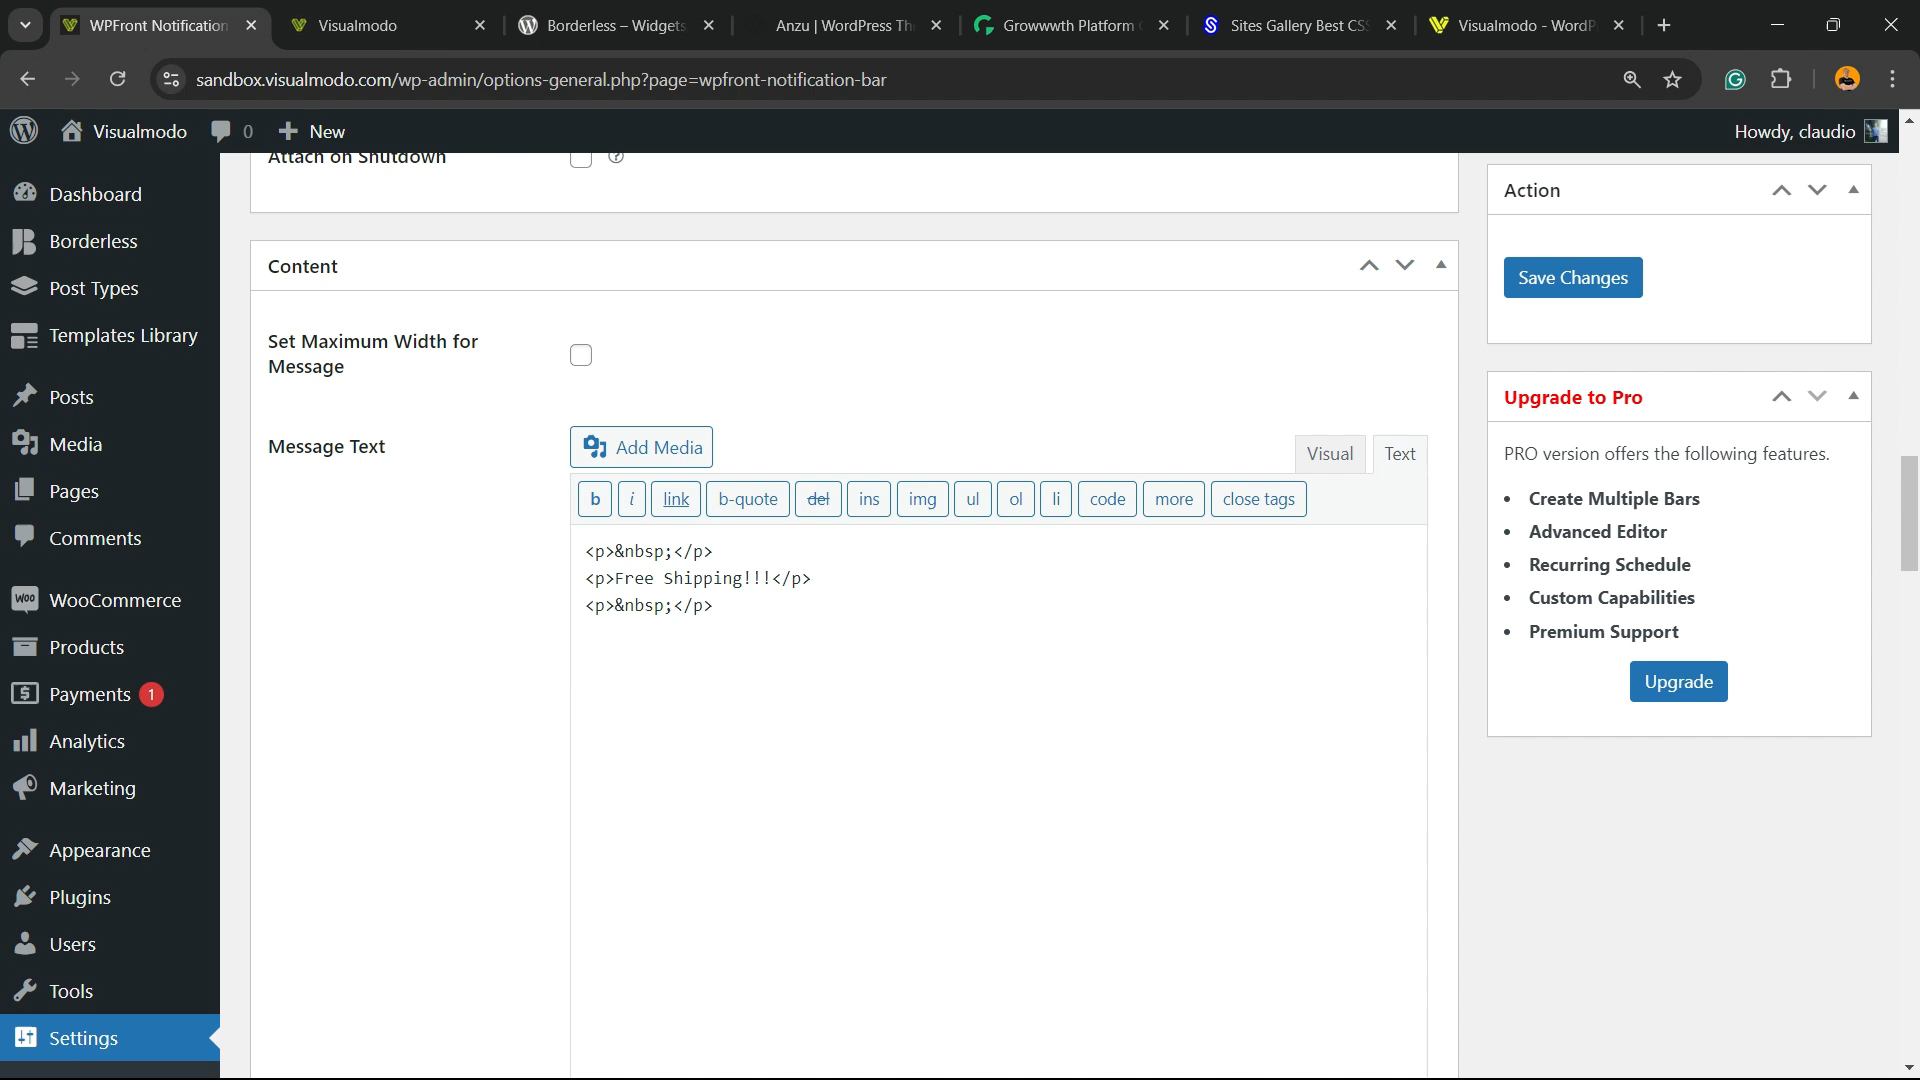 WPFront Notification
Visualmodo
Borderless – Widgets
Anzu | WordPress Th
Growwwth Platform
Sites Gallery Best CSS
Visualmodo - WordP
sandbox.visualmodo.com/wp-admin/options-general.php?page=wpfront-notification-bar
Visualmodo
0
New
Howdy, claudio
Dashboard
Borderless
Post Types
Templates Library
Posts
Media
Pages
Comments
WooCommerce
Products
Payments 1
Analytics
Marketing
Appearance
Plugins
Users
Tools
Settings
Attach on Shutdown
Content
Set Maximum Width for
Message
Message Text
Add Media
Visual
Text
b
i
link
b-quote
del
ins
img
ul
ol
li
code
more
close tags
<p>&nbsp;</p>
<p>Free Shipping!!!</p>
<p>&nbsp;</p>
Action
Save Changes
Upgrade to Pro
PRO version offers the following features.
• Create Multiple Bars
• Advanced Editor
• Recurring Schedule
• Custom Capabilities
• Premium Support
Upgrade